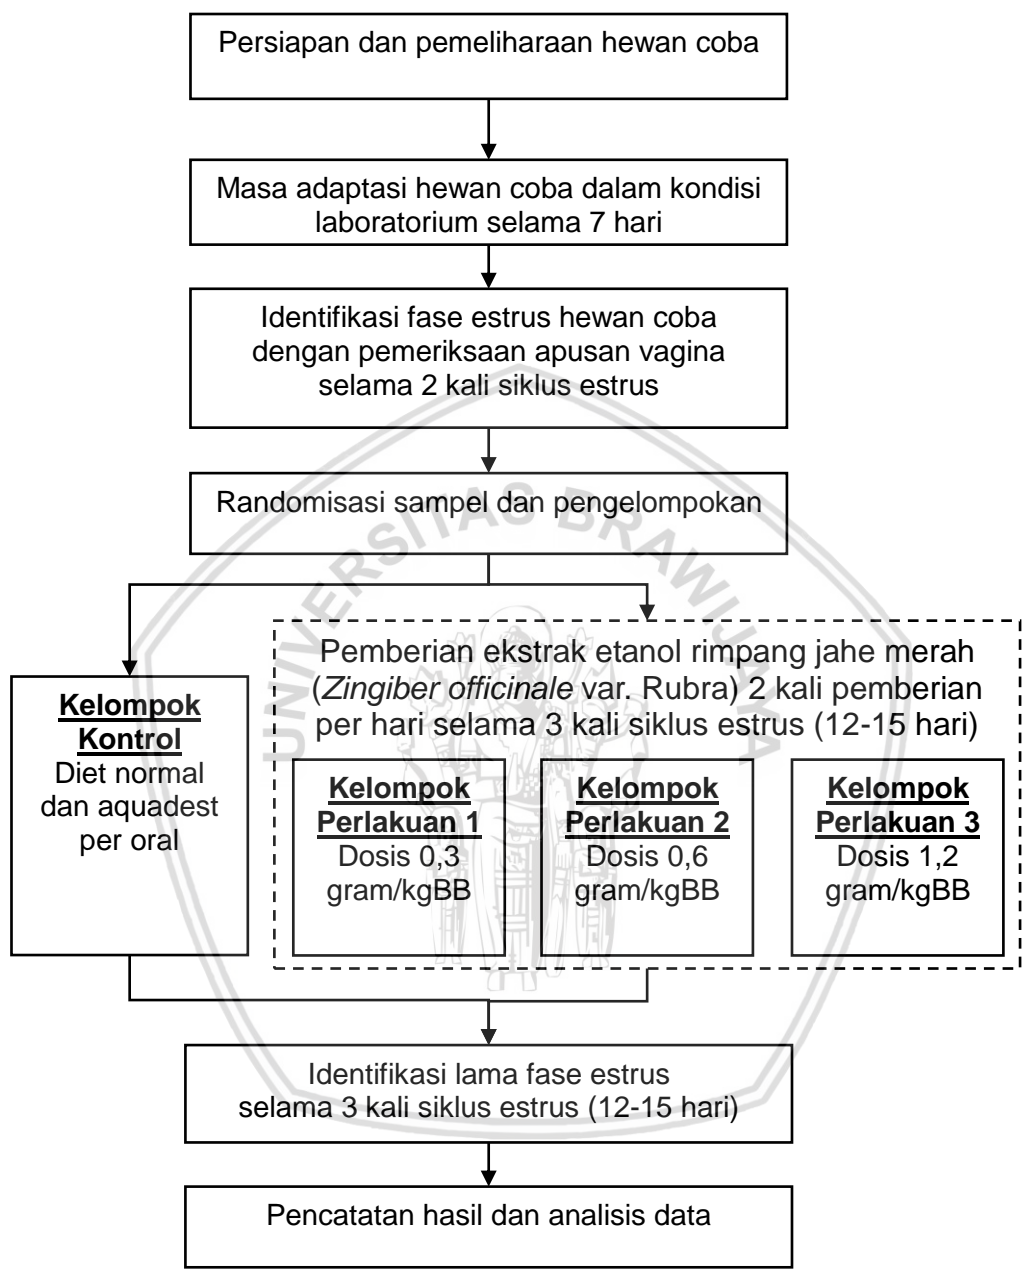 Persiapan dan pemeliharaan hewan coba
Masa adaptasi hewan coba dalam kondisi
laboratorium selama 7 hari
Identifikasi fase estrus hewan coba
dengan pemeriksaan apusan vagina
selama 2 kali siklus estrus
Randomisasi sampel dan pengelompokan
UNIVERSITAS BRAWIJAYA
Pemberian ekstrak etanol rimpang jahe merah
(Zingiber officinale var. Rubra) 2 kali pemberian
per hari selama 3 kali siklus estrus (12-15 hari)
Kelompok
Kontrol
Diet normal
dan aquadest
per oral
Kelompok
Perlakuan 1
Dosis 0,3
gram/kgBB
Kelompok
Perlakuan 2
Dosis 0,6
gram/kgBB
Kelompok
Perlakuan 3
Dosis 1,2
gram/kgBB
Identifikasi lama fase estrus
selama 3 kali siklus estrus (12-15 hari)
Pencatatan hasil dan analisis data